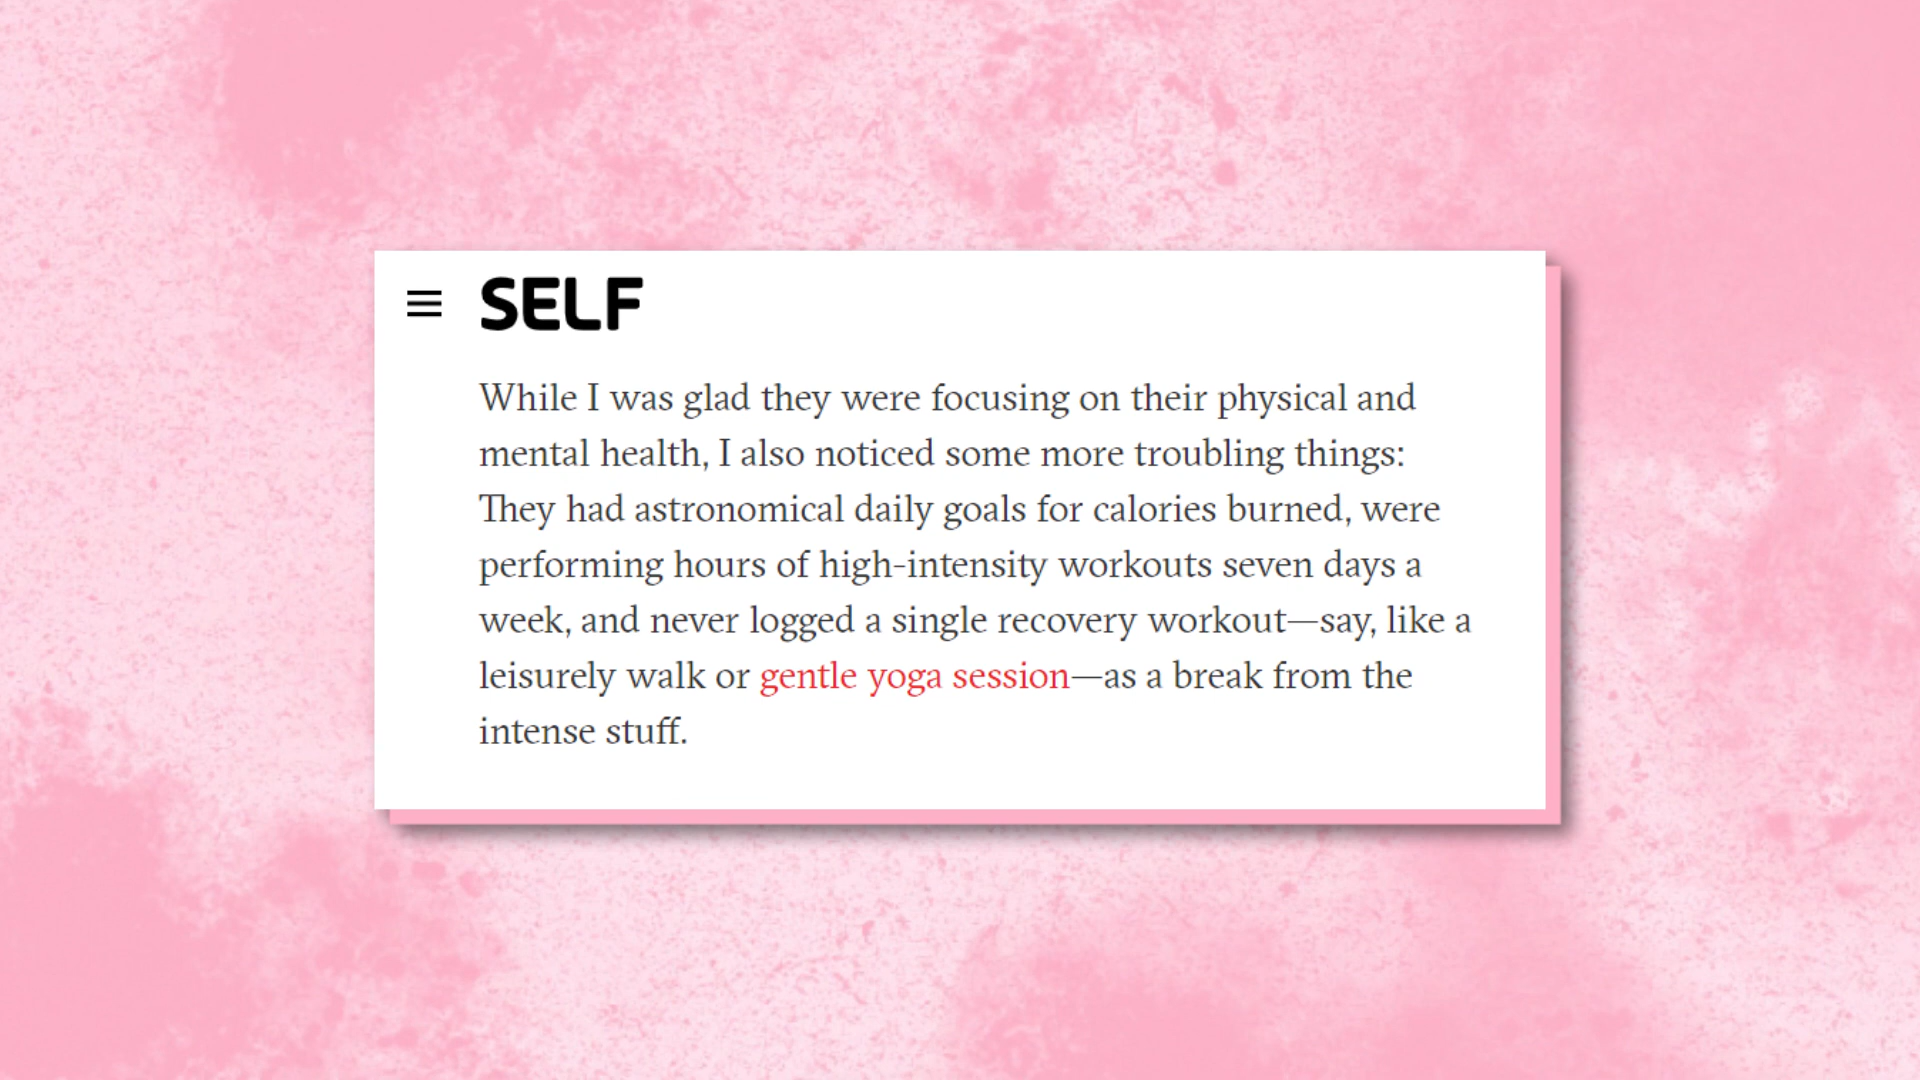 SELF
While I was glad they were focusing on their physical and
mental health, I also noticed some more troubling things:
They had astronomical daily goals for calories burned, were
performing hours of high-intensity workouts seven days a
week, and never logged a single recovery workout—say, like a
leisurely walk or gentle yoga session—as a break from the
intense stuff.